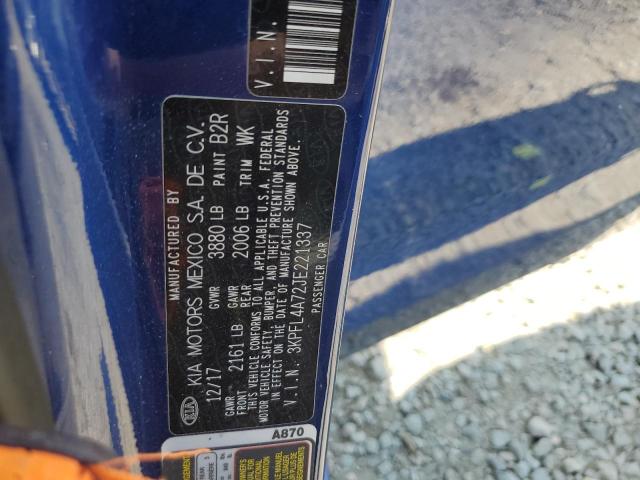 V.I.N.
MANUFACTURED BY
KIA KIA MOTORS MEXICO S.A. DE C.V.
12/17 GVWR 3880 LB PAINT B2R
GAWR FRONT 2161 LB GAWR REAR 2006 LB TRIM WK
THIS VEHICLE CONFORMS TO ALL APPLICABLE U.S.A. FEDERAL
MOTOR VEHICLE SAFETY, BUMPER, AND THEFT PREVENTION STANDARDS
IN EFFECT ON THE DATE OF MANUFACTURE SHOWN ABOVE.
V.I.N. 3KPFL4A72JE221337
PASSENGER CAR
A870